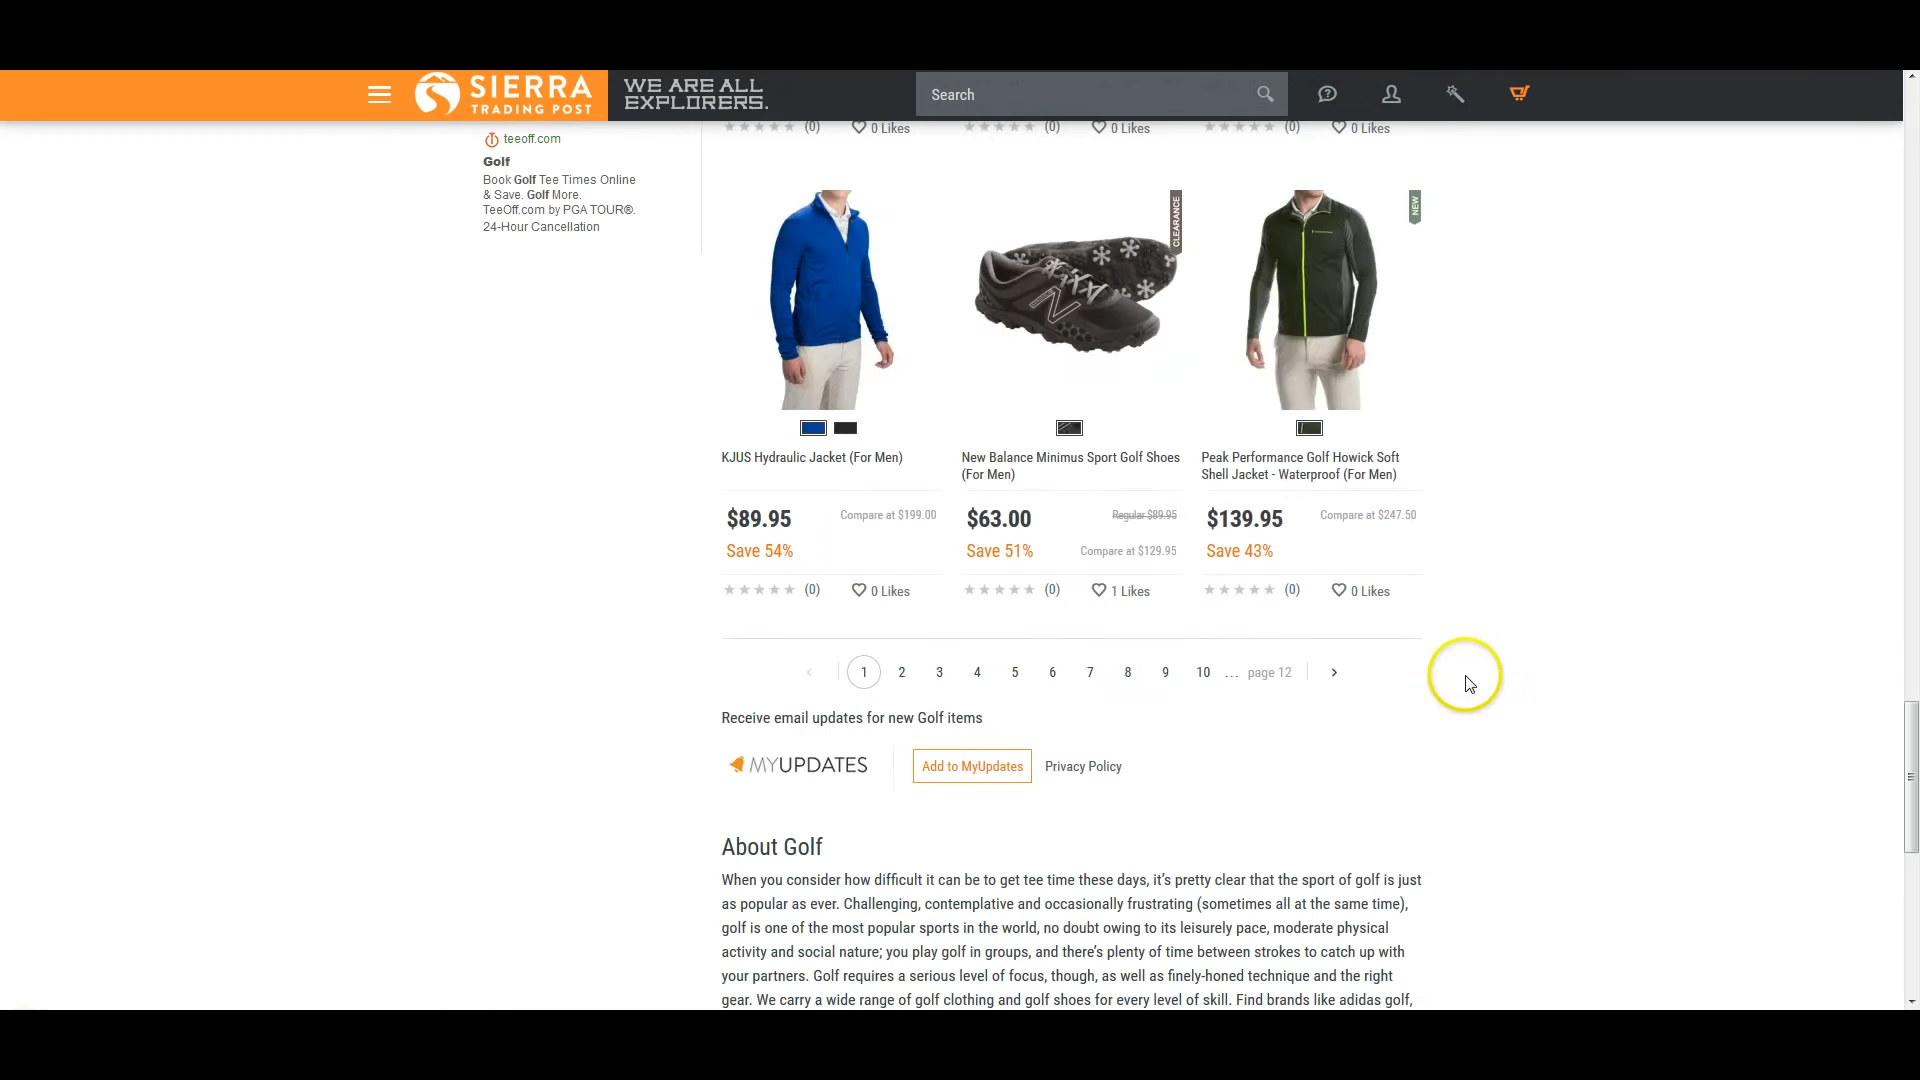 SIERRA
TRADING POST
WE ARE ALL
EXPLORERS.
Search
teeoff.com
Golf
Book Golf Tee Times Online
& Save. Golf More.
TeeOff.com by PGA TOUR®.
24-Hour Cancellation
(0) 0 Likes
(0) 0 Likes
(0) 0 Likes
CLEARANCE
NEW
KJUS Hydraulic Jacket (For Men)
$89.95 Compare at $199.00
Save 54%
(0) 0 Likes
New Balance Minimus Sport Golf Shoes
(For Men)
$63.00 Regular $89.95
Save 51% Compare at $129.95
(0) 1 Likes
Peak Performance Golf Howick Soft
Shell Jacket - Waterproof (For Men)
$139.95 Compare at $247.50
Save 43%
(0) 0 Likes
< 1 2 3 4 5 6 7 8 9 10 ... page 12 >
Receive email updates for new Golf items
MYUPDATES Add to MyUpdates Privacy Policy
About Golf
When you consider how difficult it can be to get tee time these days, it's pretty clear that the sport of golf is just
as popular as ever. Challenging, contemplative and occasionally frustrating (sometimes all at the same time),
golf is one of the most popular sports in the world, no doubt owing to its leisurely pace, moderate physical
activity and social nature; you play golf in groups, and there's plenty of time between strokes to catch up with
your partners. Golf requires a serious level of focus, though, as well as finely-honed technique and the right
gear. We carry a wide range of golf clothing and golf shoes for every level of skill. Find brands like adidas golf,